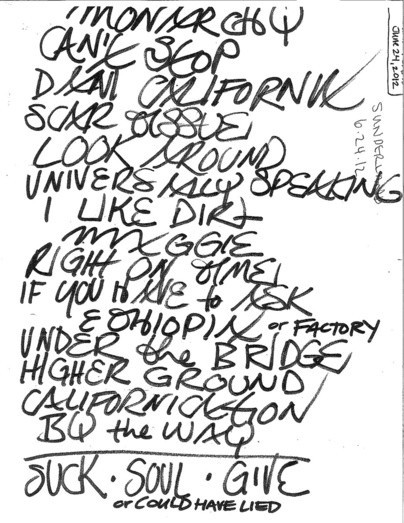 MONARCHY
CAN'T STOP
DANI CALIFORNIA
SCAR TISSUE
LOOK AROUND
UNIVERSALLY SPEAKING
I LIKE DIRT
MAGGIE
RIGHT ON TIME
IF YOU HAVE to ASK
ETHIOPIA or FACTORY
UNDER the BRIDGE
HIGHER GROUND
CALIFORNICATION
BY the WAY
SUCK · SOUL · GIVE
or COULD HAVE LIED
JUNE 24, 2012
6·24·12